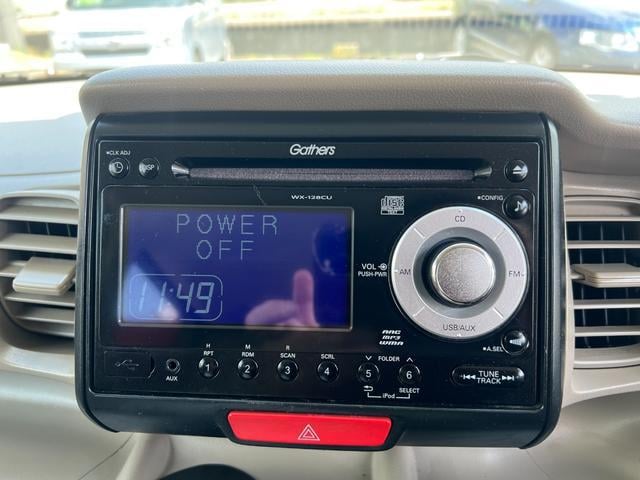 Gathers
CLK ADJ
DISP
WX-128CU
CONFIG
POWER
OFF
11:49
CD
AM
FM
USB/AUX
VOL
PUSH-PWR
AAC
MP3
WMA
A.SEL
H M R
RPT RDM SCAN SCRL FOLDER
1 2 3 4 5 6
AUX
iPod
SELECT
TUNE
TRACK